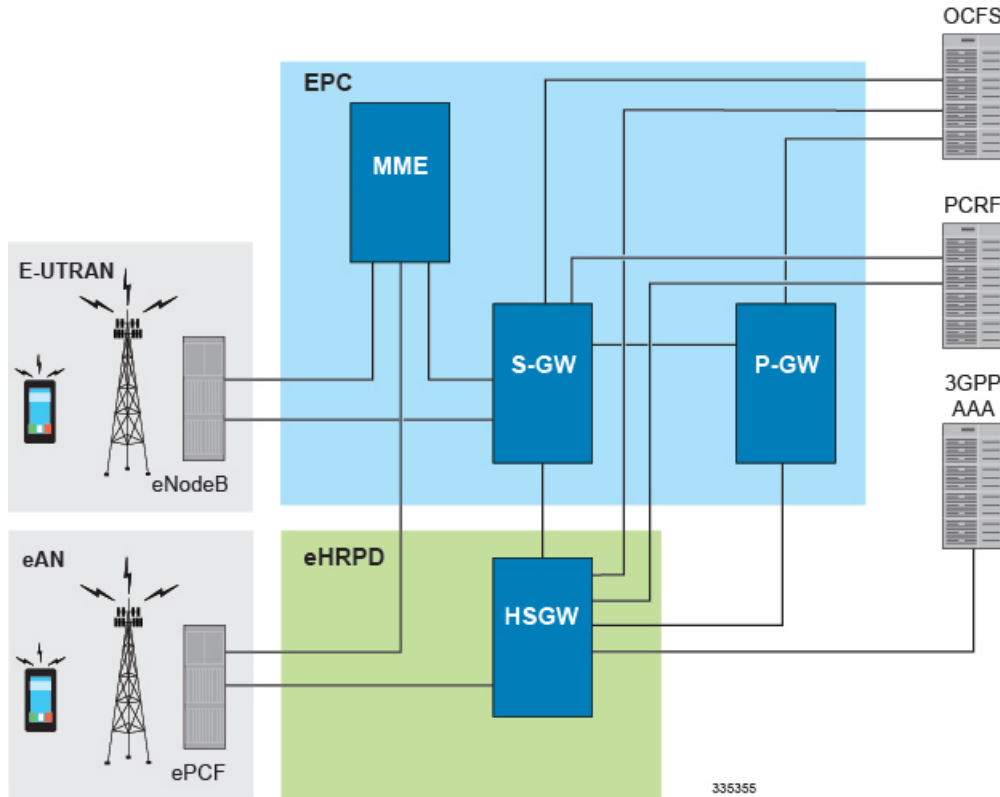 OCFS
EPC
MME
PCRF
E-UTRAN
S-GW
P-GW
3GPP
AAA
eNodeB
eAN
eHRPD
HSGW
ePCF
335355